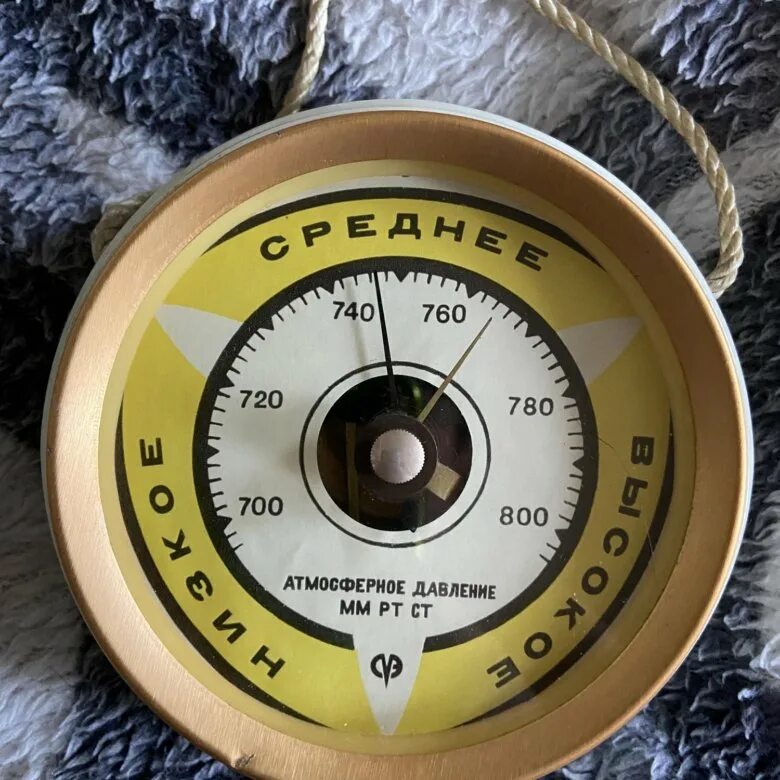 СРЕДНЕЕ
НИЗКОЕ
ВЫСОКОЕ
740 760
720 780
700 800
АТМОСФЕРНОЕ ДАВЛЕНИЕ
ММ РТ СТ